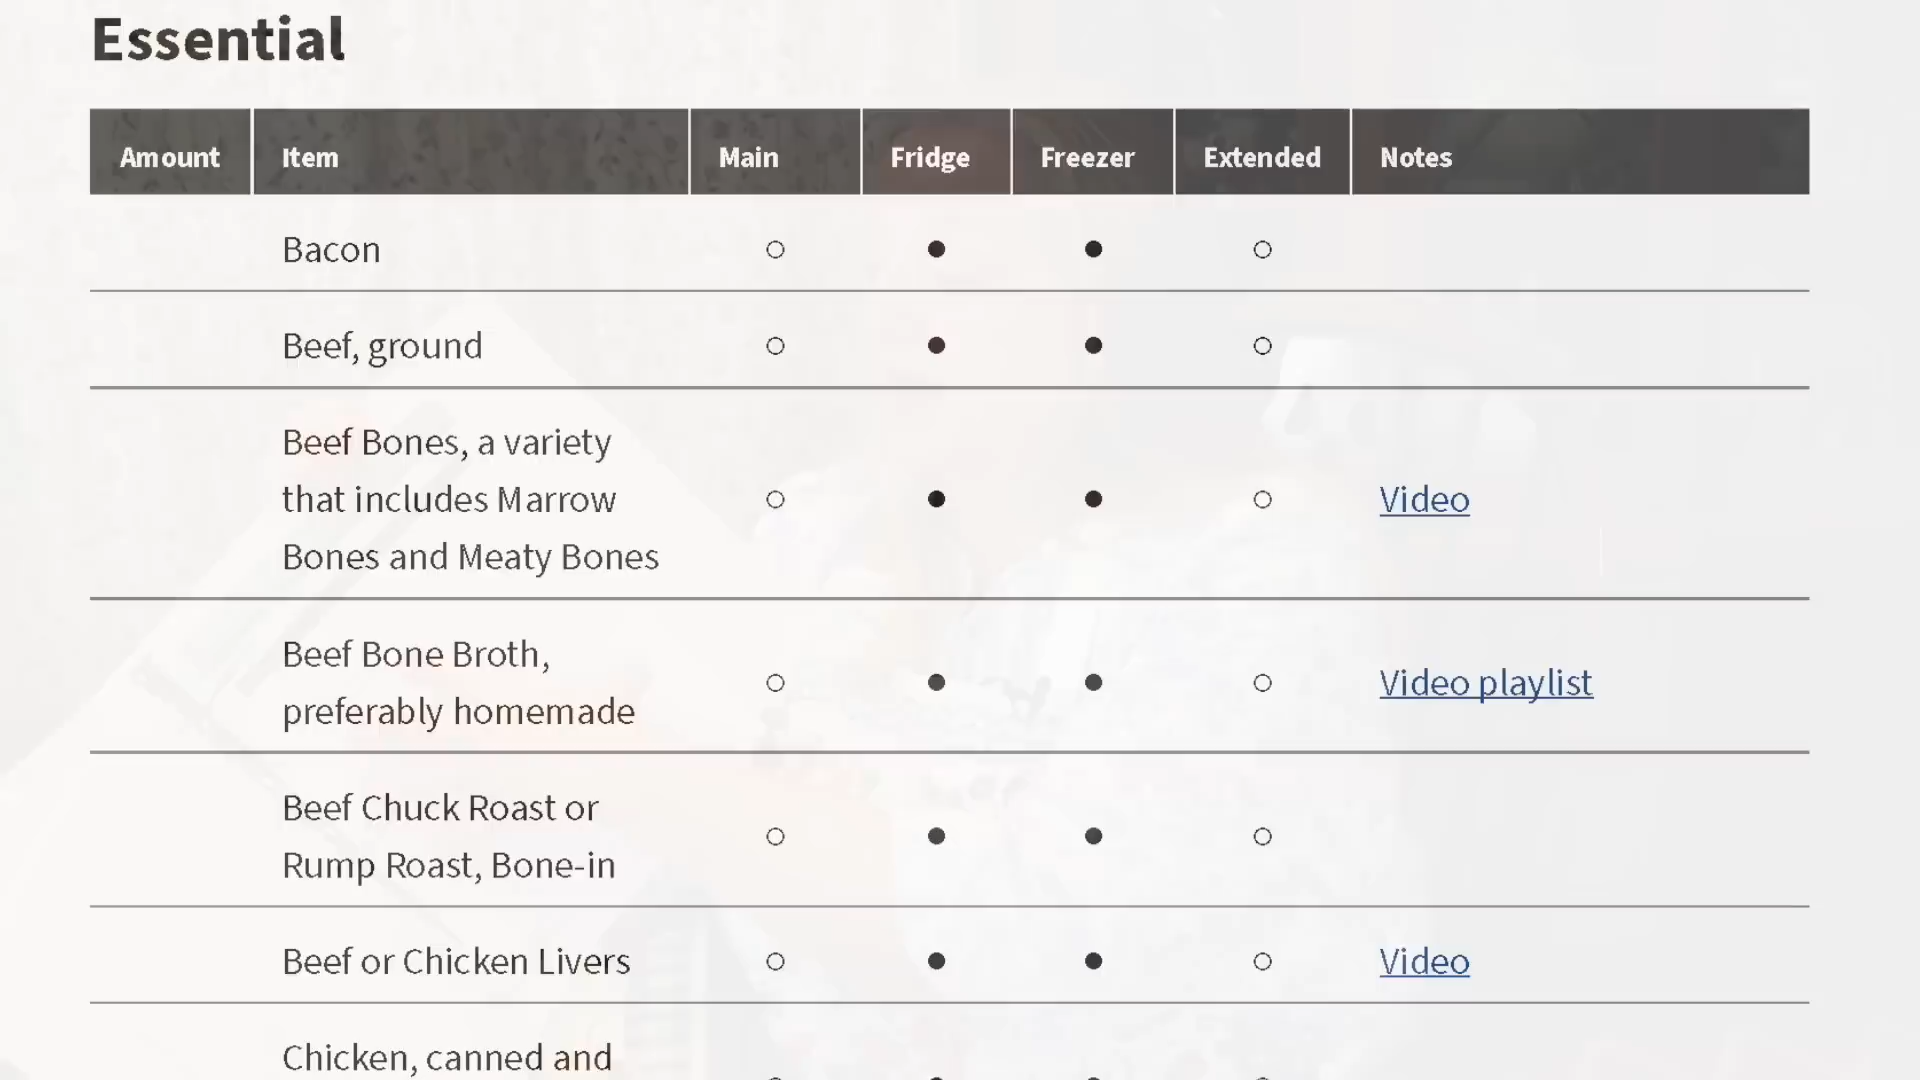 Essential
Amount Item Main Fridge Freezer Extended Notes
Bacon ○ ● ● ○
Beef, ground ○ ● ● ○
Beef Bones, a variety
that includes Marrow ○ ● ● ○ Video
Bones and Meaty Bones
Beef Bone Broth,
○ ● ● ○ Video playlist
preferably homemade
Beef Chuck Roast or
○ ● ● ○
Rump Roast, Bone-in
Beef or Chicken Livers ○ ● ● ○ Video
Chicken, canned and